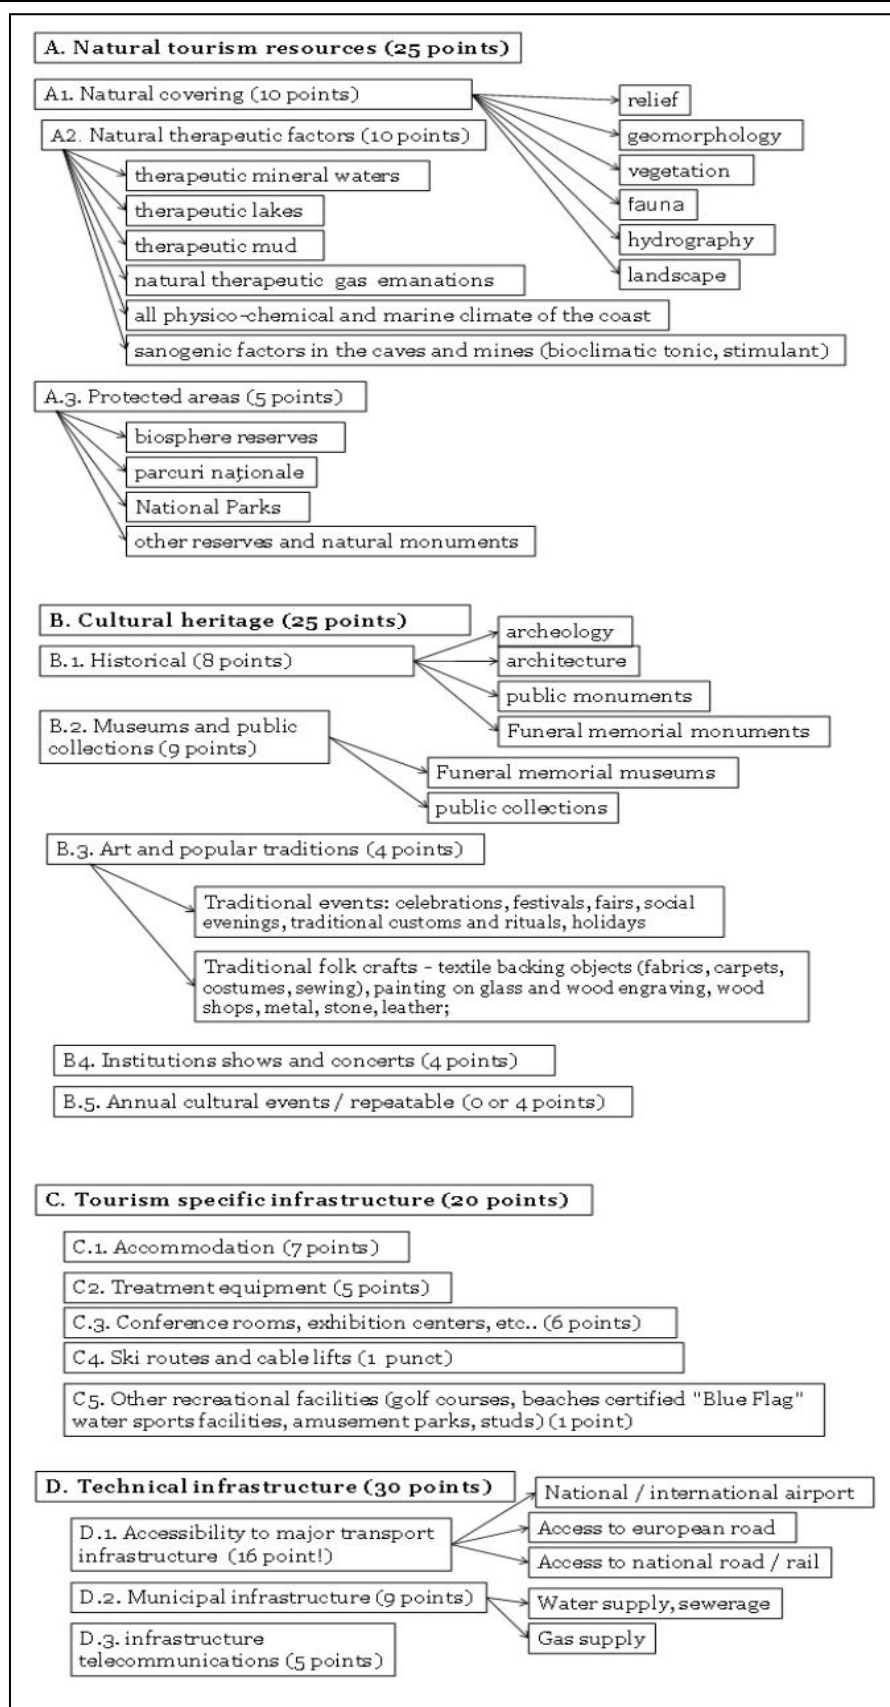 A. Natural tourism resources (25 points)
A1. Natural covering (10 points)
relief
geomorphology
vegetation
fauna
hydrography
landscape
A2. Natural therapeutic factors (10 points)
therapeutic mineral waters
therapeutic lakes
therapeutic mud
natural therapeutic gas emanations
all physico-chemical and marine climate of the coast
sanogenic factors in the caves and mines (bioclimatic tonic, stimulant)
A.3. Protected areas (5 points)
biosphere reserves
parcuri naţionale
National Parks
other reserves and natural monuments
B. Cultural heritage (25 points)
B.1. Historical (8 points)
archeology
architecture
public monuments
Funeral memorial monuments
B.2. Museums and public
collections (9 points)
Funeral memorial museums
public collections
B.3. Art and popular traditions (4 points)
Traditional events: celebrations, festivals, fairs, social
evenings, traditional customs and rituals, holidays
Traditional folk crafts - textile backing objects (fabrics, carpets,
costumes, sewing), painting on glass and wood engraving, wood
shops, metal, stone, leather;
B4. Institutions shows and concerts (4 points)
B.5. Annual cultural events / repeatable (0 or 4 points)
C. Tourism specific infrastructure (20 points)
C.1. Accommodation (7 points)
C2. Treatment equipment (5 points)
C.3. Conference rooms, exhibition centers, etc.. (6 points)
C4. Ski routes and cable lifts (1 punct)
C5. Other recreational facilities (golf courses, beaches certified "Blue Flag"
water sports facilities, amusement parks, studs) (1 point)
D. Technical infrastructure (30 points)
D.1. Accessibility to major transport
infrastructure (16 point!)
National / international airport
Access to european road
Access to national road / rail
D.2. Municipal infrastructure (9 points)
Water supply, sewerage
Gas supply
D.3. infrastructure
telecommunications (5 points)